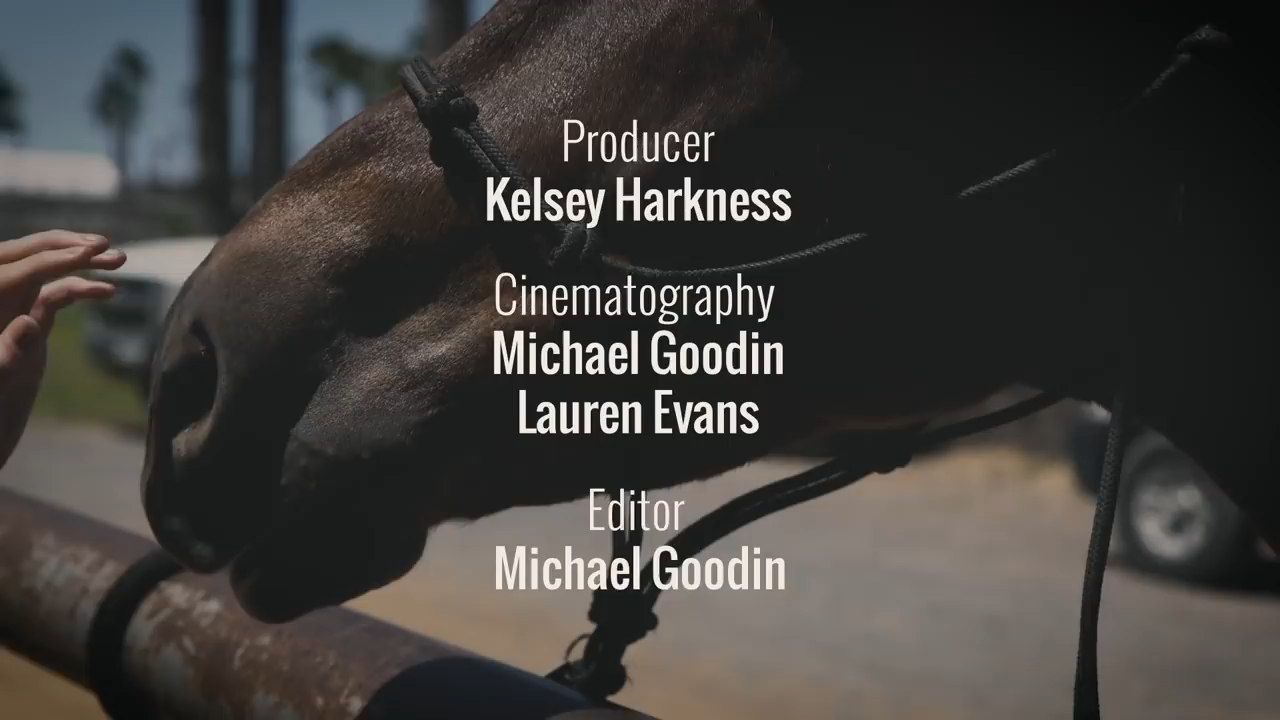 Producer
Kelsey Harkness
Cinematography
Michael Goodin
Lauren Evans
Editor
Michael Goodin